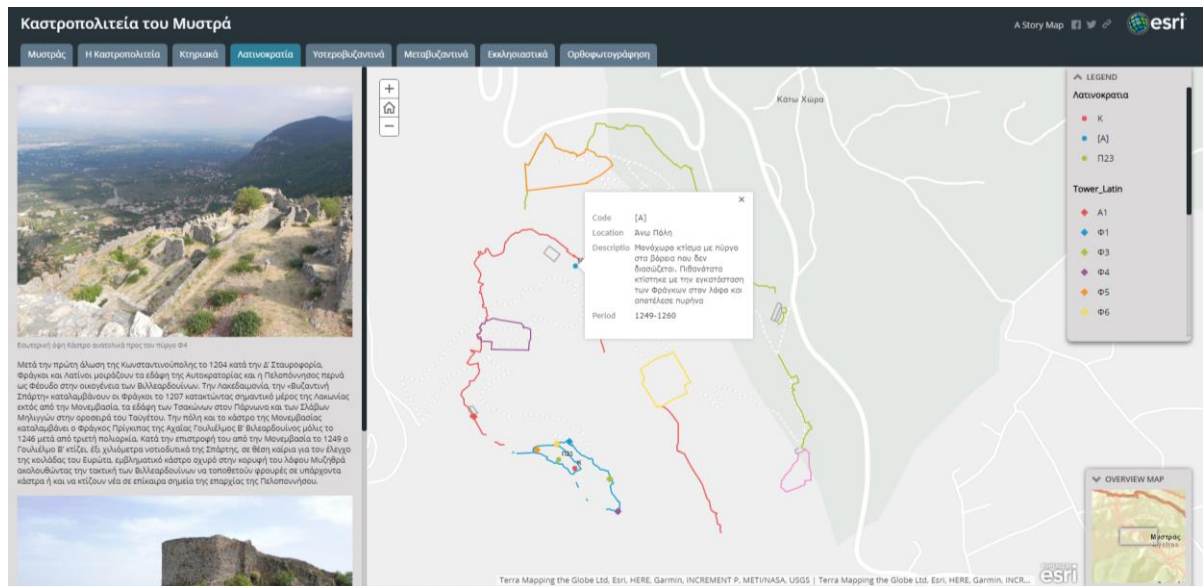 Καστροπολιτεία του Μυστρά
A Story Map
esri
Μυστράς
Η Καστροπολιτεία
Κτηριακά
Λατινοκρατία
Υστεροβυζαντινά
Μεταβυζαντινά
Εκκλησιαστικά
Ορθοφωτογράφηση
Εσωτερική όψη Κάστρο ανατολικά προς τον πύργο Φ4
Μετά την πρώτη άλωση της Κωνσταντινούπολης το 1204 κατά την Δ΄ Σταυροφορία,
Φράγκοι και Λατίνοι μοιράζουν τα εδάφη της Αυτοκρατορίας και η Πελοπόννησος περνά
ως Φέουδο στην οικογένεια των Βιλλεαρδουίνων. Την Λακεδαιμονία, την «Βυζαντινή
Σπάρτη» καταλαμβάνουν οι Φράγκοι το 1207 κατακτώντας σημαντικό μέρος της Λακωνίας
εκτός από την Μονεμβασία, τα εδάφη των Τσακώνων στον Πάρνωνα και των Σλάβων
Μηλιγγών στην οροσειρά του Ταϋγέτου. Την πόλη και το κάστρο της Μονεμβασίας
καταλαμβάνει ο Φράγκος Πρίγκιπας της Αχαΐας Γουλιέλμος Β' Βιλεαρδουίνος μόλις το
1246 μετά από τριετή πολιορκία. Κατά την επιστροφή του από την Μονεμβασία το 1249 ο
Γουλιέλμο Β' κτίζει, έξι χιλιόμετρα νοτιοδυτικά της Σπάρτης, σε θέση καίρια για τον έλεγχο
της κοιλάδας του Ευρώτα, εμβληματικό κάστρο οχυρό στην κορυφή του λόφου Μυζηθρά
ακολουθώντας την τακτική των Βιλλεαρδουίνων να τοποθετούν φρουρές σε υπάρχοντα
κάστρα ή και να κτίζουν νέα σε επίκαιρα σημεία της επαρχίας της Πελοποννήσου.
+
−
Κάτω Χώρα
Code [Α]
Location Άνω Πόλη
Descriptio Μονόχωρο κτίσμα με πύργο
στα βόρεια που δεν
διασώζεται. Πιθανότατα
κτίστηκε με την εγκατάσταση
των Φράγκων στον λόφο και
αποτέλεσε πυρήνα
Period 1249-1260
Π23
Κ
LEGEND
Λατινοκρατια
Κ
[Α]
Π23
Tower_Latin
Α1
Φ1
Φ3
Φ4
Φ5
Φ6
OVERVIEW MAP
Μυστράς
Mystras
Terra Mapping the Globe Ltd, Esri, HERE, Garmin, INCREMENT P, METI/NASA, USGS | Terra Mapping the Globe Ltd, Esri, HERE, Garmin, INCR...
esri